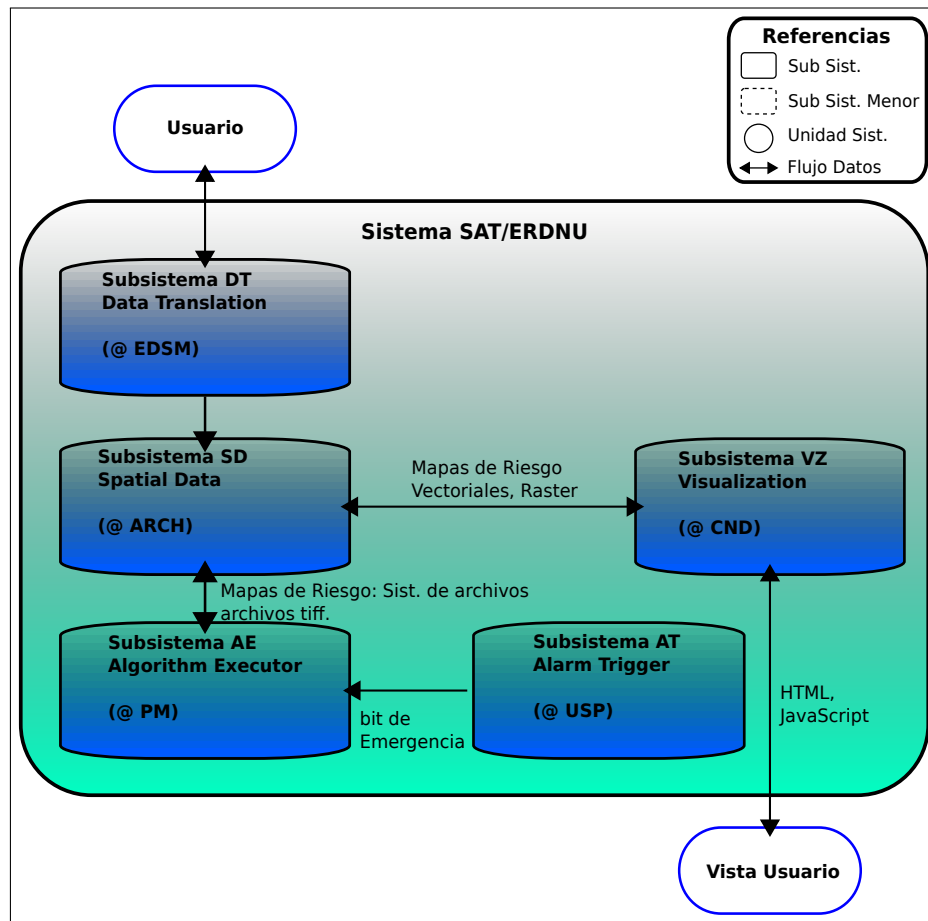 Referencias
Sub Sist.
Sub Sist. Menor
Unidad Sist.
Flujo Datos
Usuario
Sistema SAT/ERDNU
Subsistema DT
Data Translation
(@ EDSM)
Subsistema SD
Spatial Data
(@ ARCH)
Mapas de Riesgo
Vectoriales, Raster
Subsistema VZ
Visualization
(@ CND)
Mapas de Riesgo: Sist. de archivos
archivos tiff.
Subsistema AE
Algorithm Executor
(@ PM)
bit de
Emergencia
Subsistema AT
Alarm Trigger
(@ USP)
HTML,
JavaScript
Vista Usuario